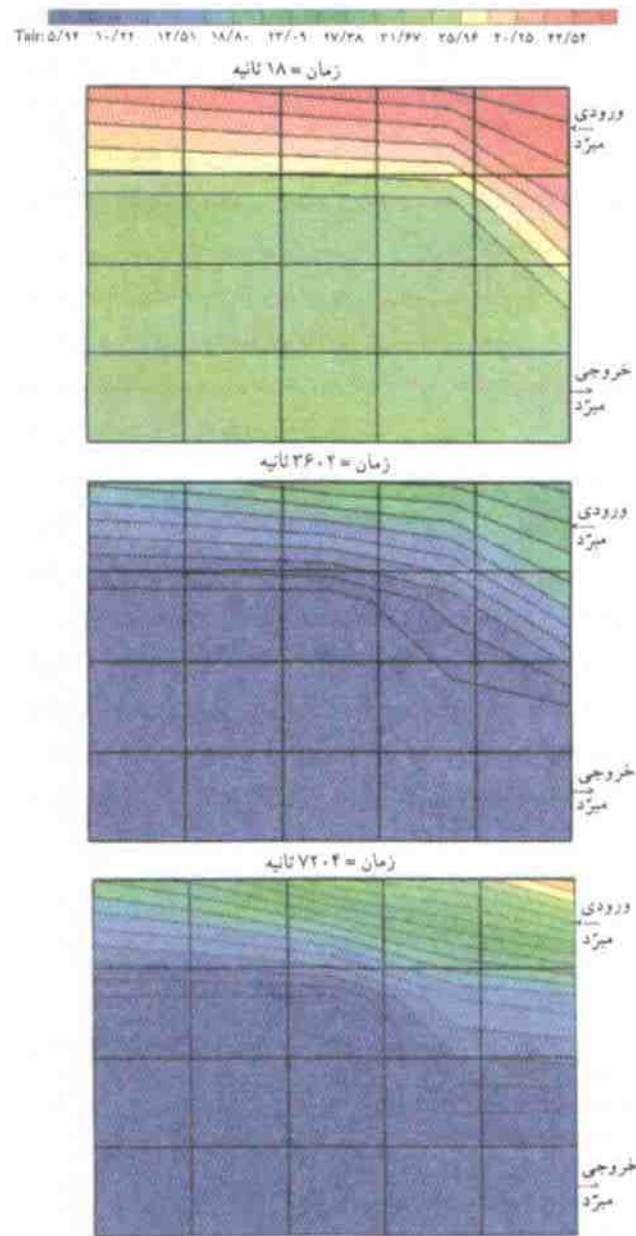 Tair: ۵/۹۴ ۱۰/۲۲ ۱۴/۵۱ ۱۸/۸۰ ۲۳/۰۹ ۲۷/۳۸ ۳۱/۶۷ ۳۵/۹۶ ۴۰/۲۵ ۴۴/۵۴
زمان = ۱۸ ثانیه
ورودی
مبرّد
خروجی
مبرّد
زمان = ۳۶۰۲ ثانیه
ورودی
مبرّد
خروجی
مبرّد
زمان = ۷۲۰۴ ثانیه
ورودی
مبرّد
خروجی
مبرّد